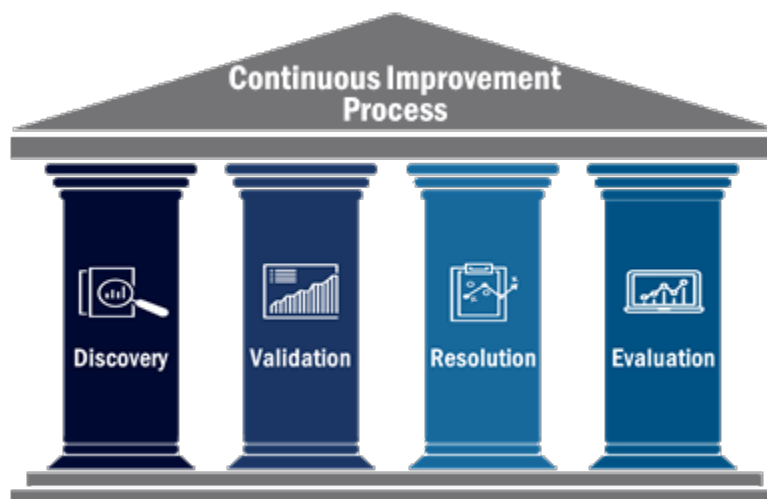 Continuous Improvement
Process
Discovery
Validation
Resolution
Evaluation